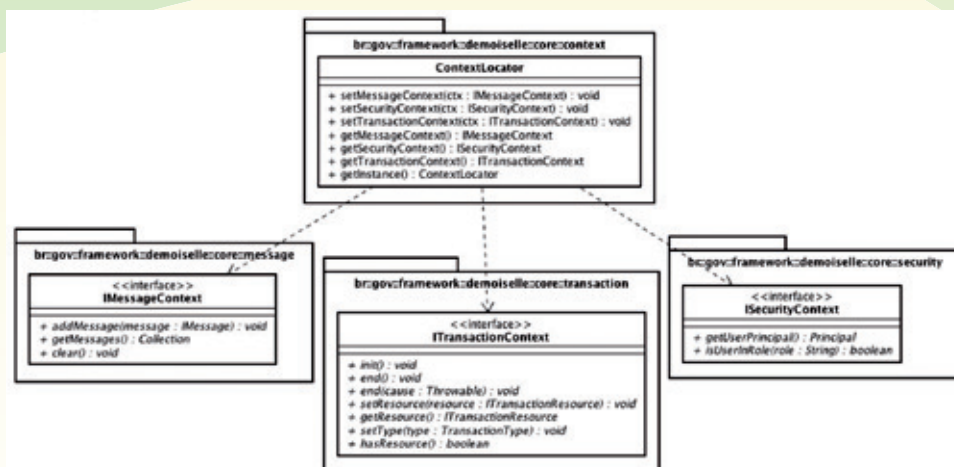 br::gov::framework::demoiselle::core::context
ContextLocator
+ setMessageContext(ctx : IMessageContext) : void
+ setSecurityContext(ctx : ISecurityContext) : void
+ setTransactionContext(ctx : ITransactionContext) : void
+ getMessageContext() : IMessageContext
+ getSecurityContext() : ISecurityContext
+ getTransactionContext() : ITransactionContext
+ getInstance() : ContextLocator
br::gov::framework::demoiselle::core::message
<<interface>>
IMessageContext
+ addMessage(message : IMessage) : void
+ getMessages() : Collection
+ clear() : void
br::gov::framework::demoiselle::core::transaction
<<interface>>
ITransactionContext
+ init() : void
+ end() : void
+ end(cause : Throwable) : void
+ setResource(resource : ITransactionResource) : void
+ getResource() : ITransactionResource
+ setType(type : TransactionType) : void
+ hasResource() : boolean
br::gov::framework::demoiselle::core::security
<<interface>>
ISecurityContext
+ getUserPrincipal() : Principal
+ isUserInRole(role : String) : boolean